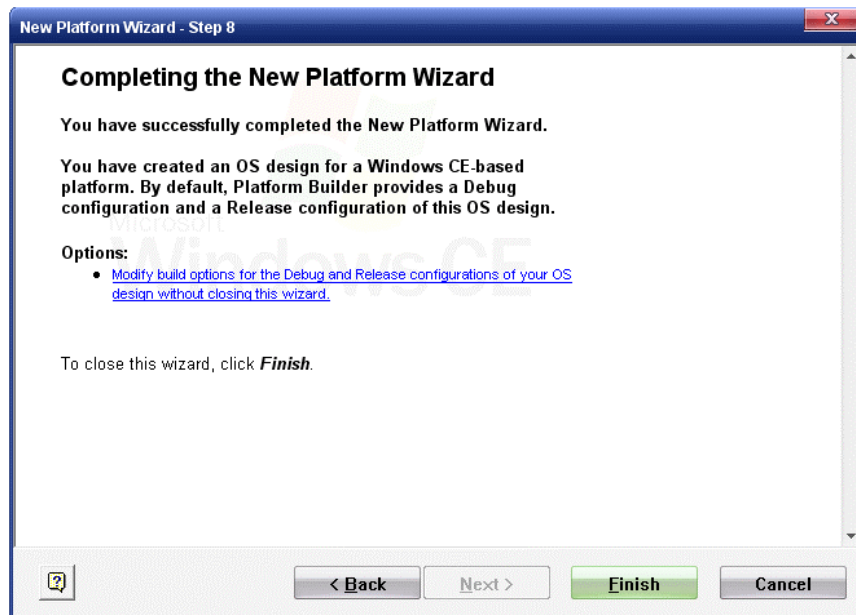 New Platform Wizard - Step 8
Completing the New Platform Wizard
You have successfully completed the New Platform Wizard.
You have created an OS design for a Windows CE-based
platform. By default, Platform Builder provides a Debug
configuration and a Release configuration of this OS design.
Microsoft
Windows CE
Options:
Modify build options for the Debug and Release configurations of your OS
design without closing this wizard.
To close this wizard, click Finish.
< Back Next > Finish Cancel